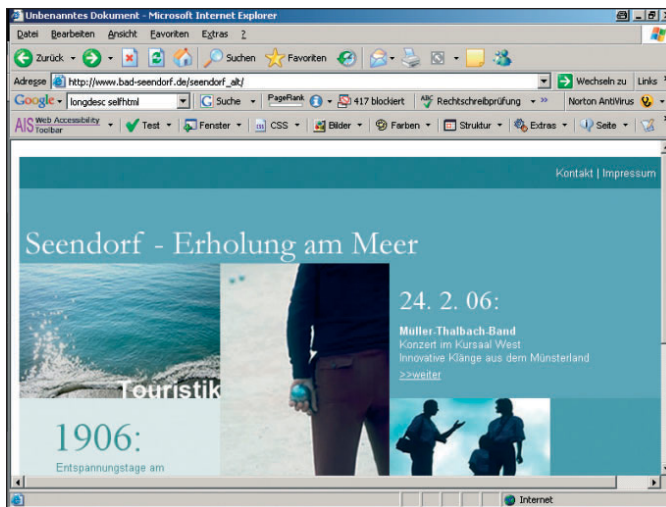 Unbenanntes Dokument - Microsoft Internet Explorer
Datei Bearbeiten Ansicht Favoriten Extras ?
Zurück Suchen Favoriten
Adresse http://www.bad-seendorf.de/seendorf_alt/ Wechseln zu Links
Google longdesc selfhtml Suche PageRank 417 blockiert Rechtschreibprüfung Norton AntiVirus
AIS Web Accessibility Toolbar Test Fenster CSS Bilder Farben Struktur Extras Seite
Kontakt | Impressum
Seendorf - Erholung am Meer
24. 2. 06:
Müller-Thalbach-Band
Konzert im Kursaal West
Innovative Klänge aus dem Münsterland
>>weiter
Touristik
1906:
Entspannungstage am
Internet